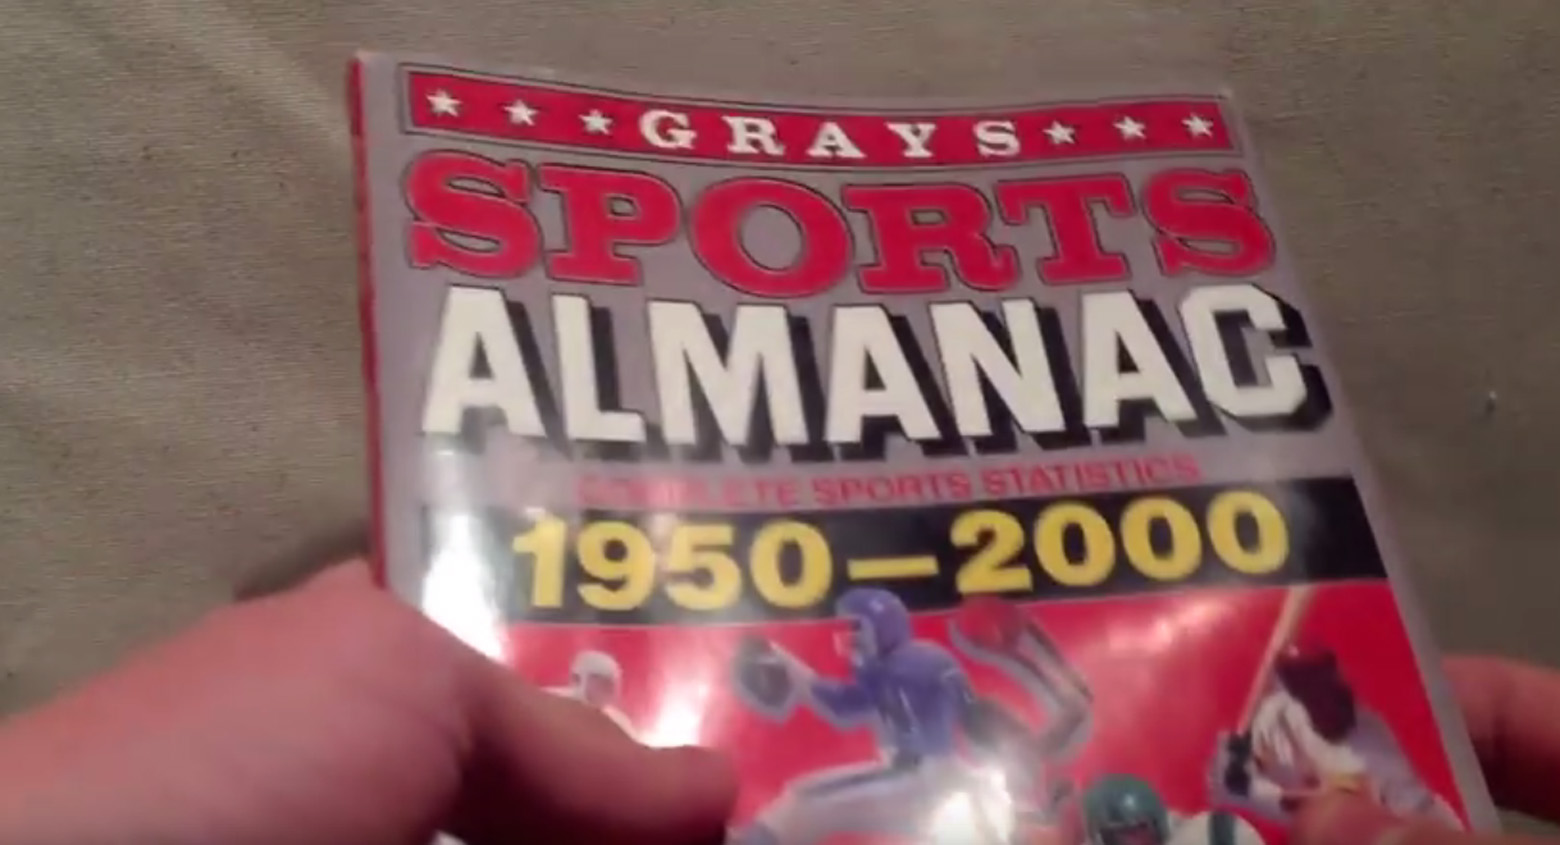 GRAYS
SPORTS
ALMANAC
COMPLETE SPORTS STATISTICS
1950-2000